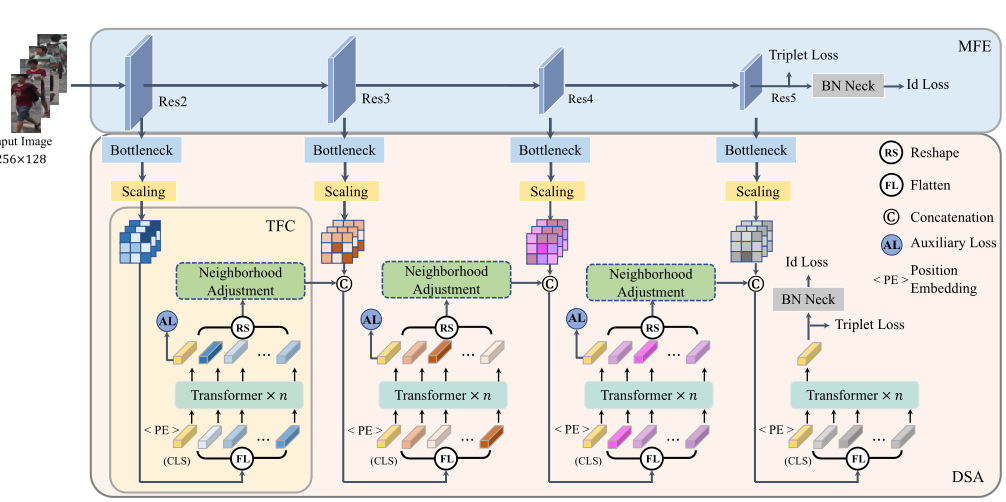 MFE
Triplet Loss
Res2
Res3
Res4
Res5
BN Neck
Id Loss
nput Image
256×128
Bottleneck
Bottleneck
Bottleneck
Bottleneck
RS Reshape
Scaling
Scaling
Scaling
Scaling
FL Flatten
TFC
C Concatenation
AL Auxiliary Loss
< PE > Position
Embedding
Neighborhood
Adjustment
C
Neighborhood
Adjustment
C
Neighborhood
Adjustment
C
Id Loss
BN Neck
Triplet Loss
AL
RS
AL
RS
AL
RS
...
...
...
Transformer × n
Transformer × n
Transformer × n
Transformer × n
< PE >
...
< PE >
...
< PE >
...
< PE >
...
(CLS)
FL
(CLS)
FL
(CLS)
FL
(CLS)
FL
DSA